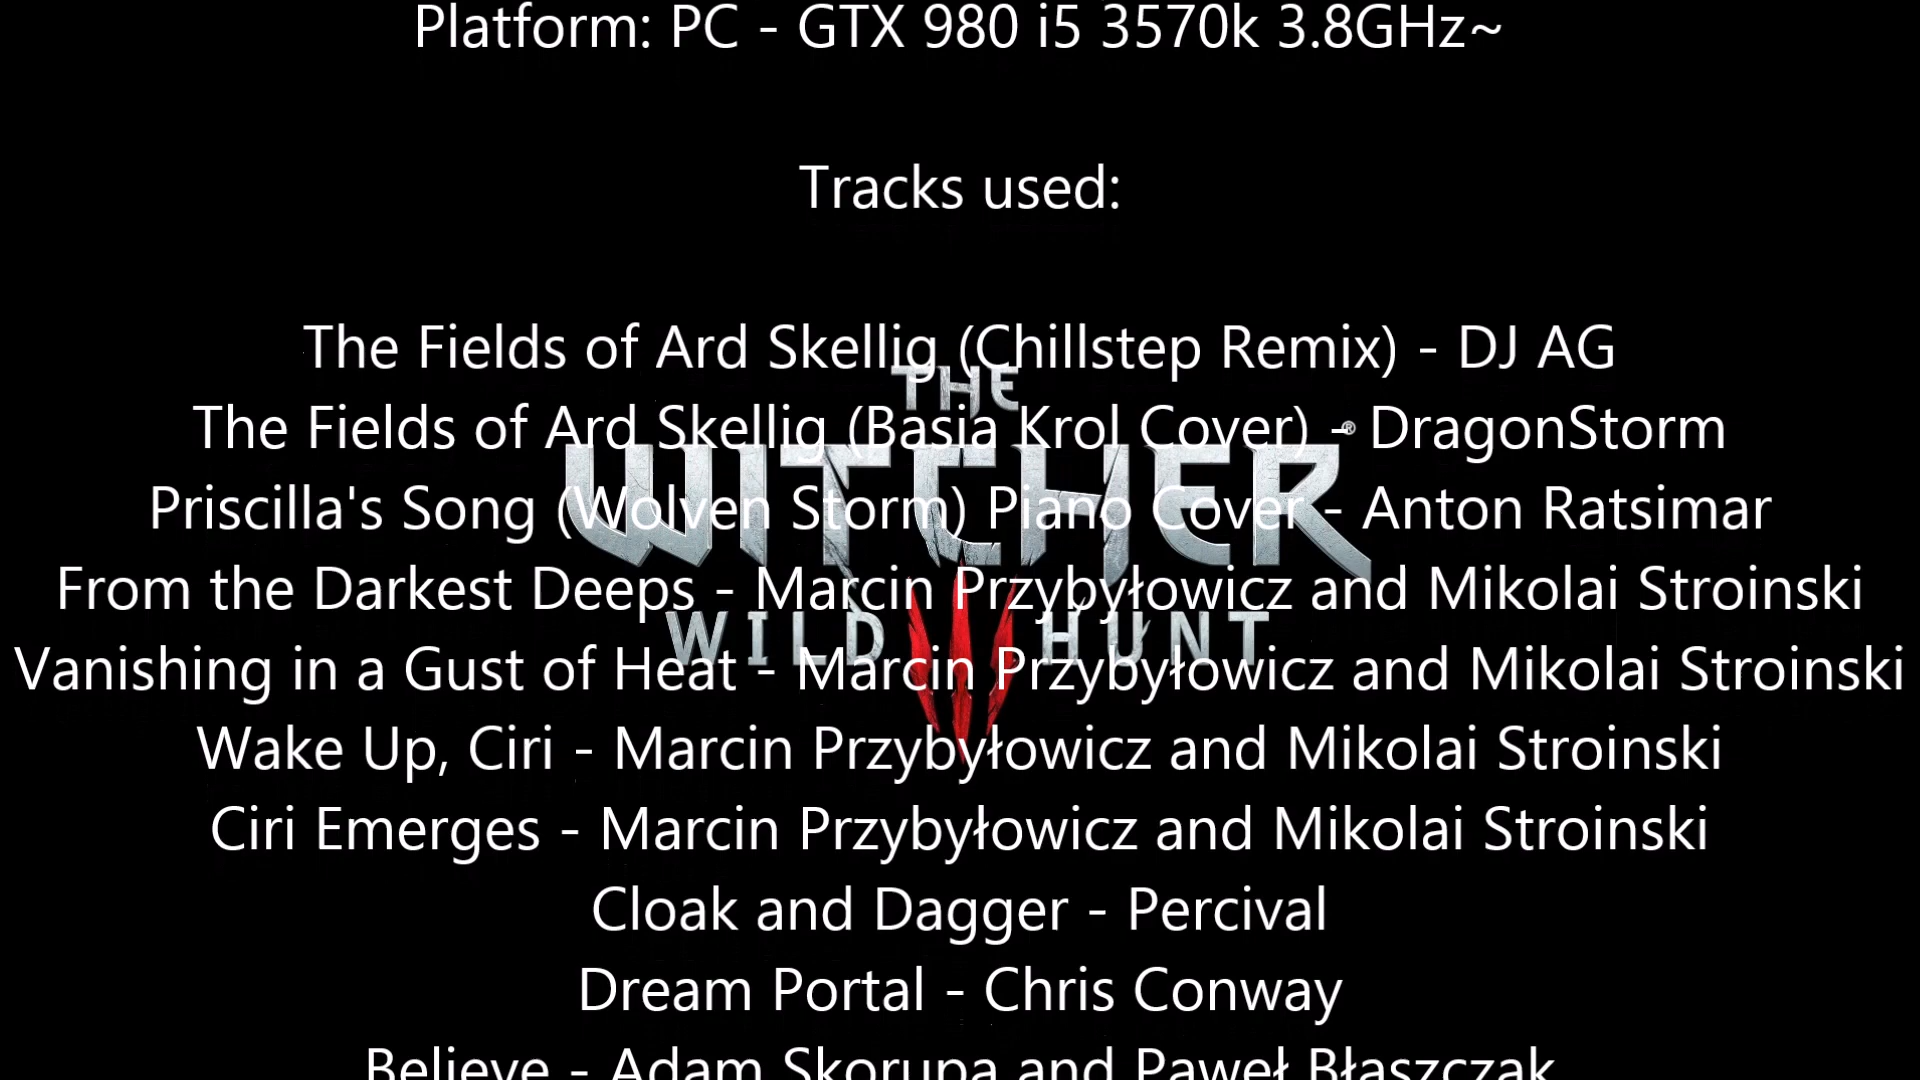 Platform: PC - GTX 980 i5 3570k 3.8GHz~
Tracks used:
The Fields of Ard Skellig (Chillstep Remix) - DJ AG
THE
The Fields of Ard Skellig (Basia Krol Cover) - DragonStorm
®
WITCHER
Priscilla's Song (Wolven Storm) Piano Cover - Anton Ratsimar
From the Darkest Deeps - Marcin Przybyłowicz and Mikolai Stroinski
WILD HUNT
Vanishing in a Gust of Heat - Marcin Przybyłowicz and Mikolai Stroinski
Wake Up, Ciri - Marcin Przybyłowicz and Mikolai Stroinski
Ciri Emerges - Marcin Przybyłowicz and Mikolai Stroinski
Cloak and Dagger - Percival
Dream Portal - Chris Conway
Believe - Adam Skorupa and Paweł Błaszczak